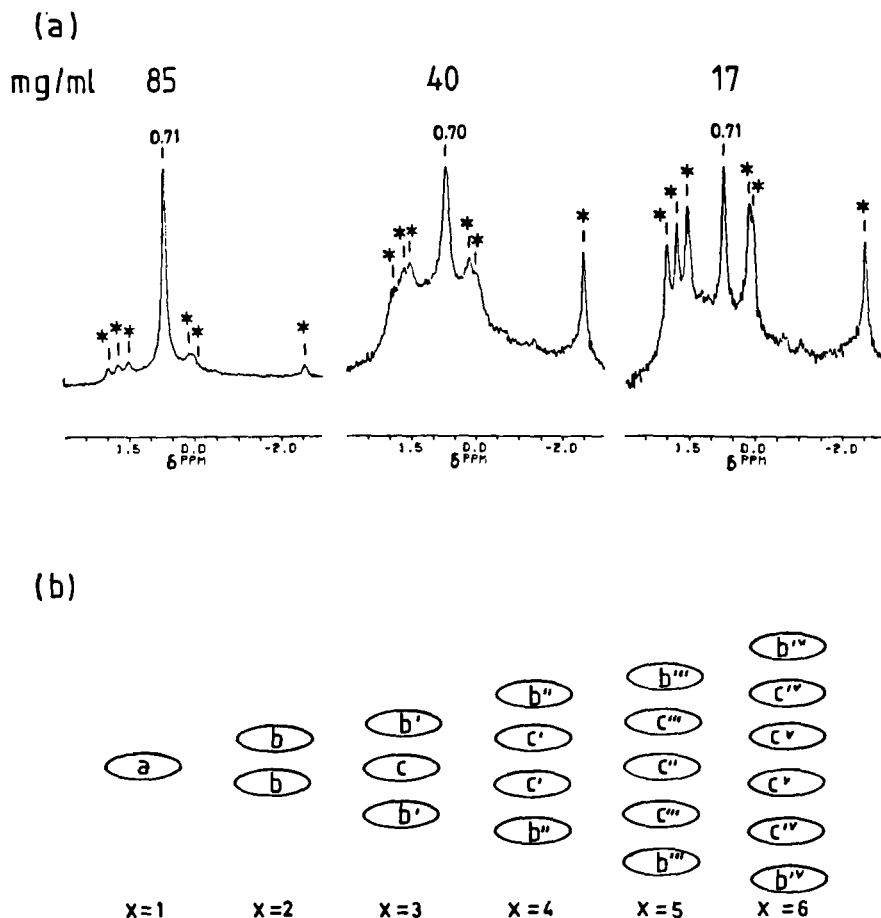 (a)
mg/ml 85 40 17
0.71 0.70 0.71
* * * * * * * * * * * * * * * * * *
1.5 0.0 -2.0 1.5 0.0 -2.0 1.5 0.0 -2.0
δ PPM δ PPM δ PPM
(b)
b'ᵛ
b'''
b'' c'ᵛ
b' c'''
b c' cᵛ
a c c''
b c' cᵛ
b' c'''
b'' c'ᵛ
b'''
b'ᵛ
x=1 x=2 x=3 x=4 x=5 x=6